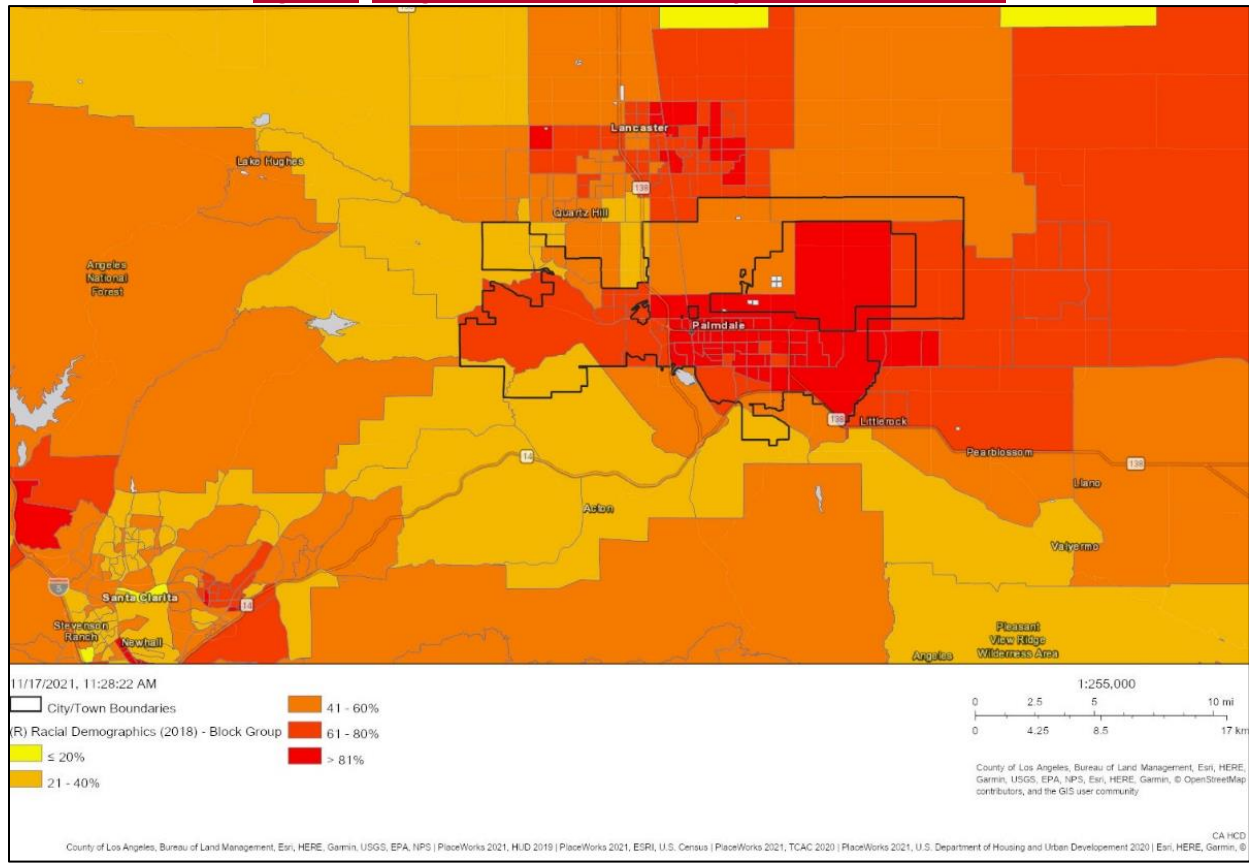 Lancaster
Lake Hughes
138
Quartz Hill
Angeles
National
Forest
Palmdale
138
Littlerock
Pearblossom
138
14
Llano
Acton
Valyermo
5
Santa Clarita
14
Stevenson
Ranch
Newhall
Pleasant
View Ridge
Wilderness Area
Angeles
11/17/2021, 11:28:22 AM
City/Town Boundaries
(R) Racial Demographics (2018) - Block Group
≤ 20%
21 - 40%
41 - 60%
61 - 80%
> 81%
1:255,000
0 2.5 5 10 mi
0 4.25 8.5 17 km
County of Los Angeles, Bureau of Land Management, Esri, HERE,
Garmin, USGS, EPA, NPS, Esri, HERE, Garmin, © OpenStreetMap
contributors, and the GIS user community
CA HCD
County of Los Angeles, Bureau of Land Management, Esri, HERE, Garmin, USGS, EPA, NPS | PlaceWorks 2021, HUD 2019 | PlaceWorks 2021, ESRI, U.S. Census | PlaceWorks 2021, TCAC 2020 | PlaceWorks 2021, U.S. Department of Housing and Urban Developement 2020 | Esri, HERE, Garmin, ©